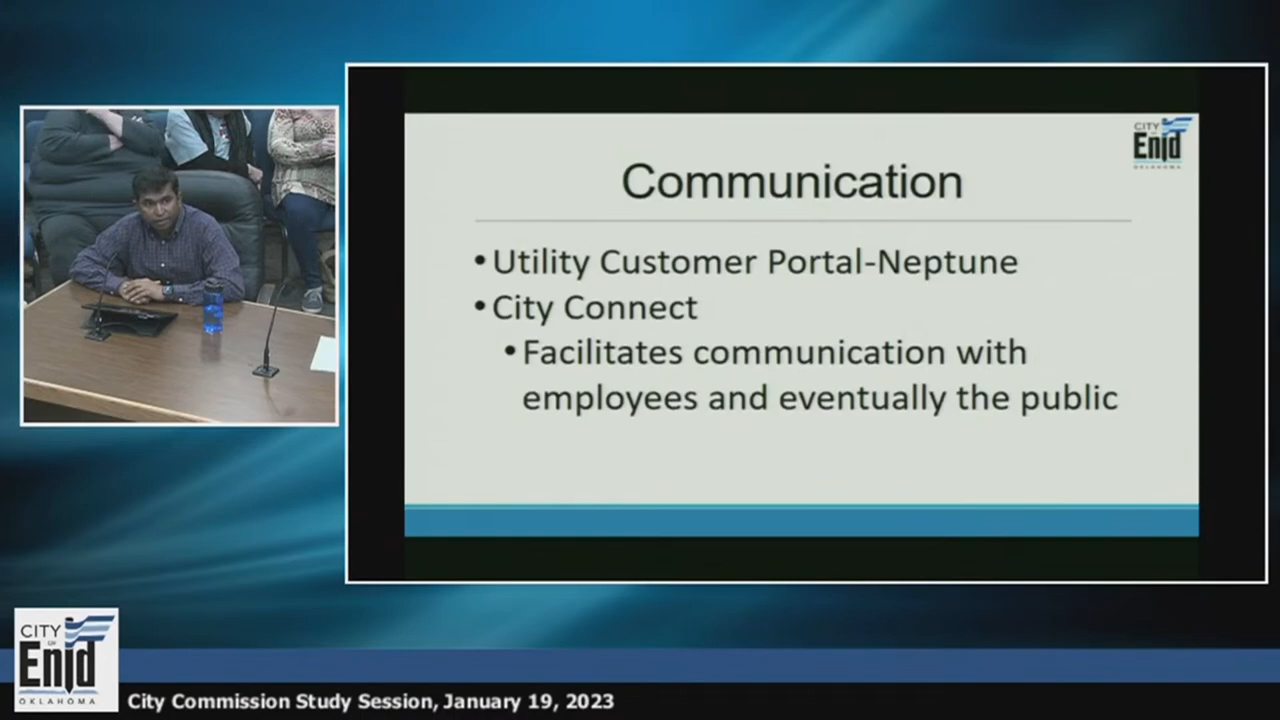 CITY
OF
Enid
OKLAHOMA
Communication
• Utility Customer Portal-Neptune
• City Connect
• Facilitates communication with
employees and eventually the public
CITY
OF
Enid
OKLAHOMA
City Commission Study Session, January 19, 2023